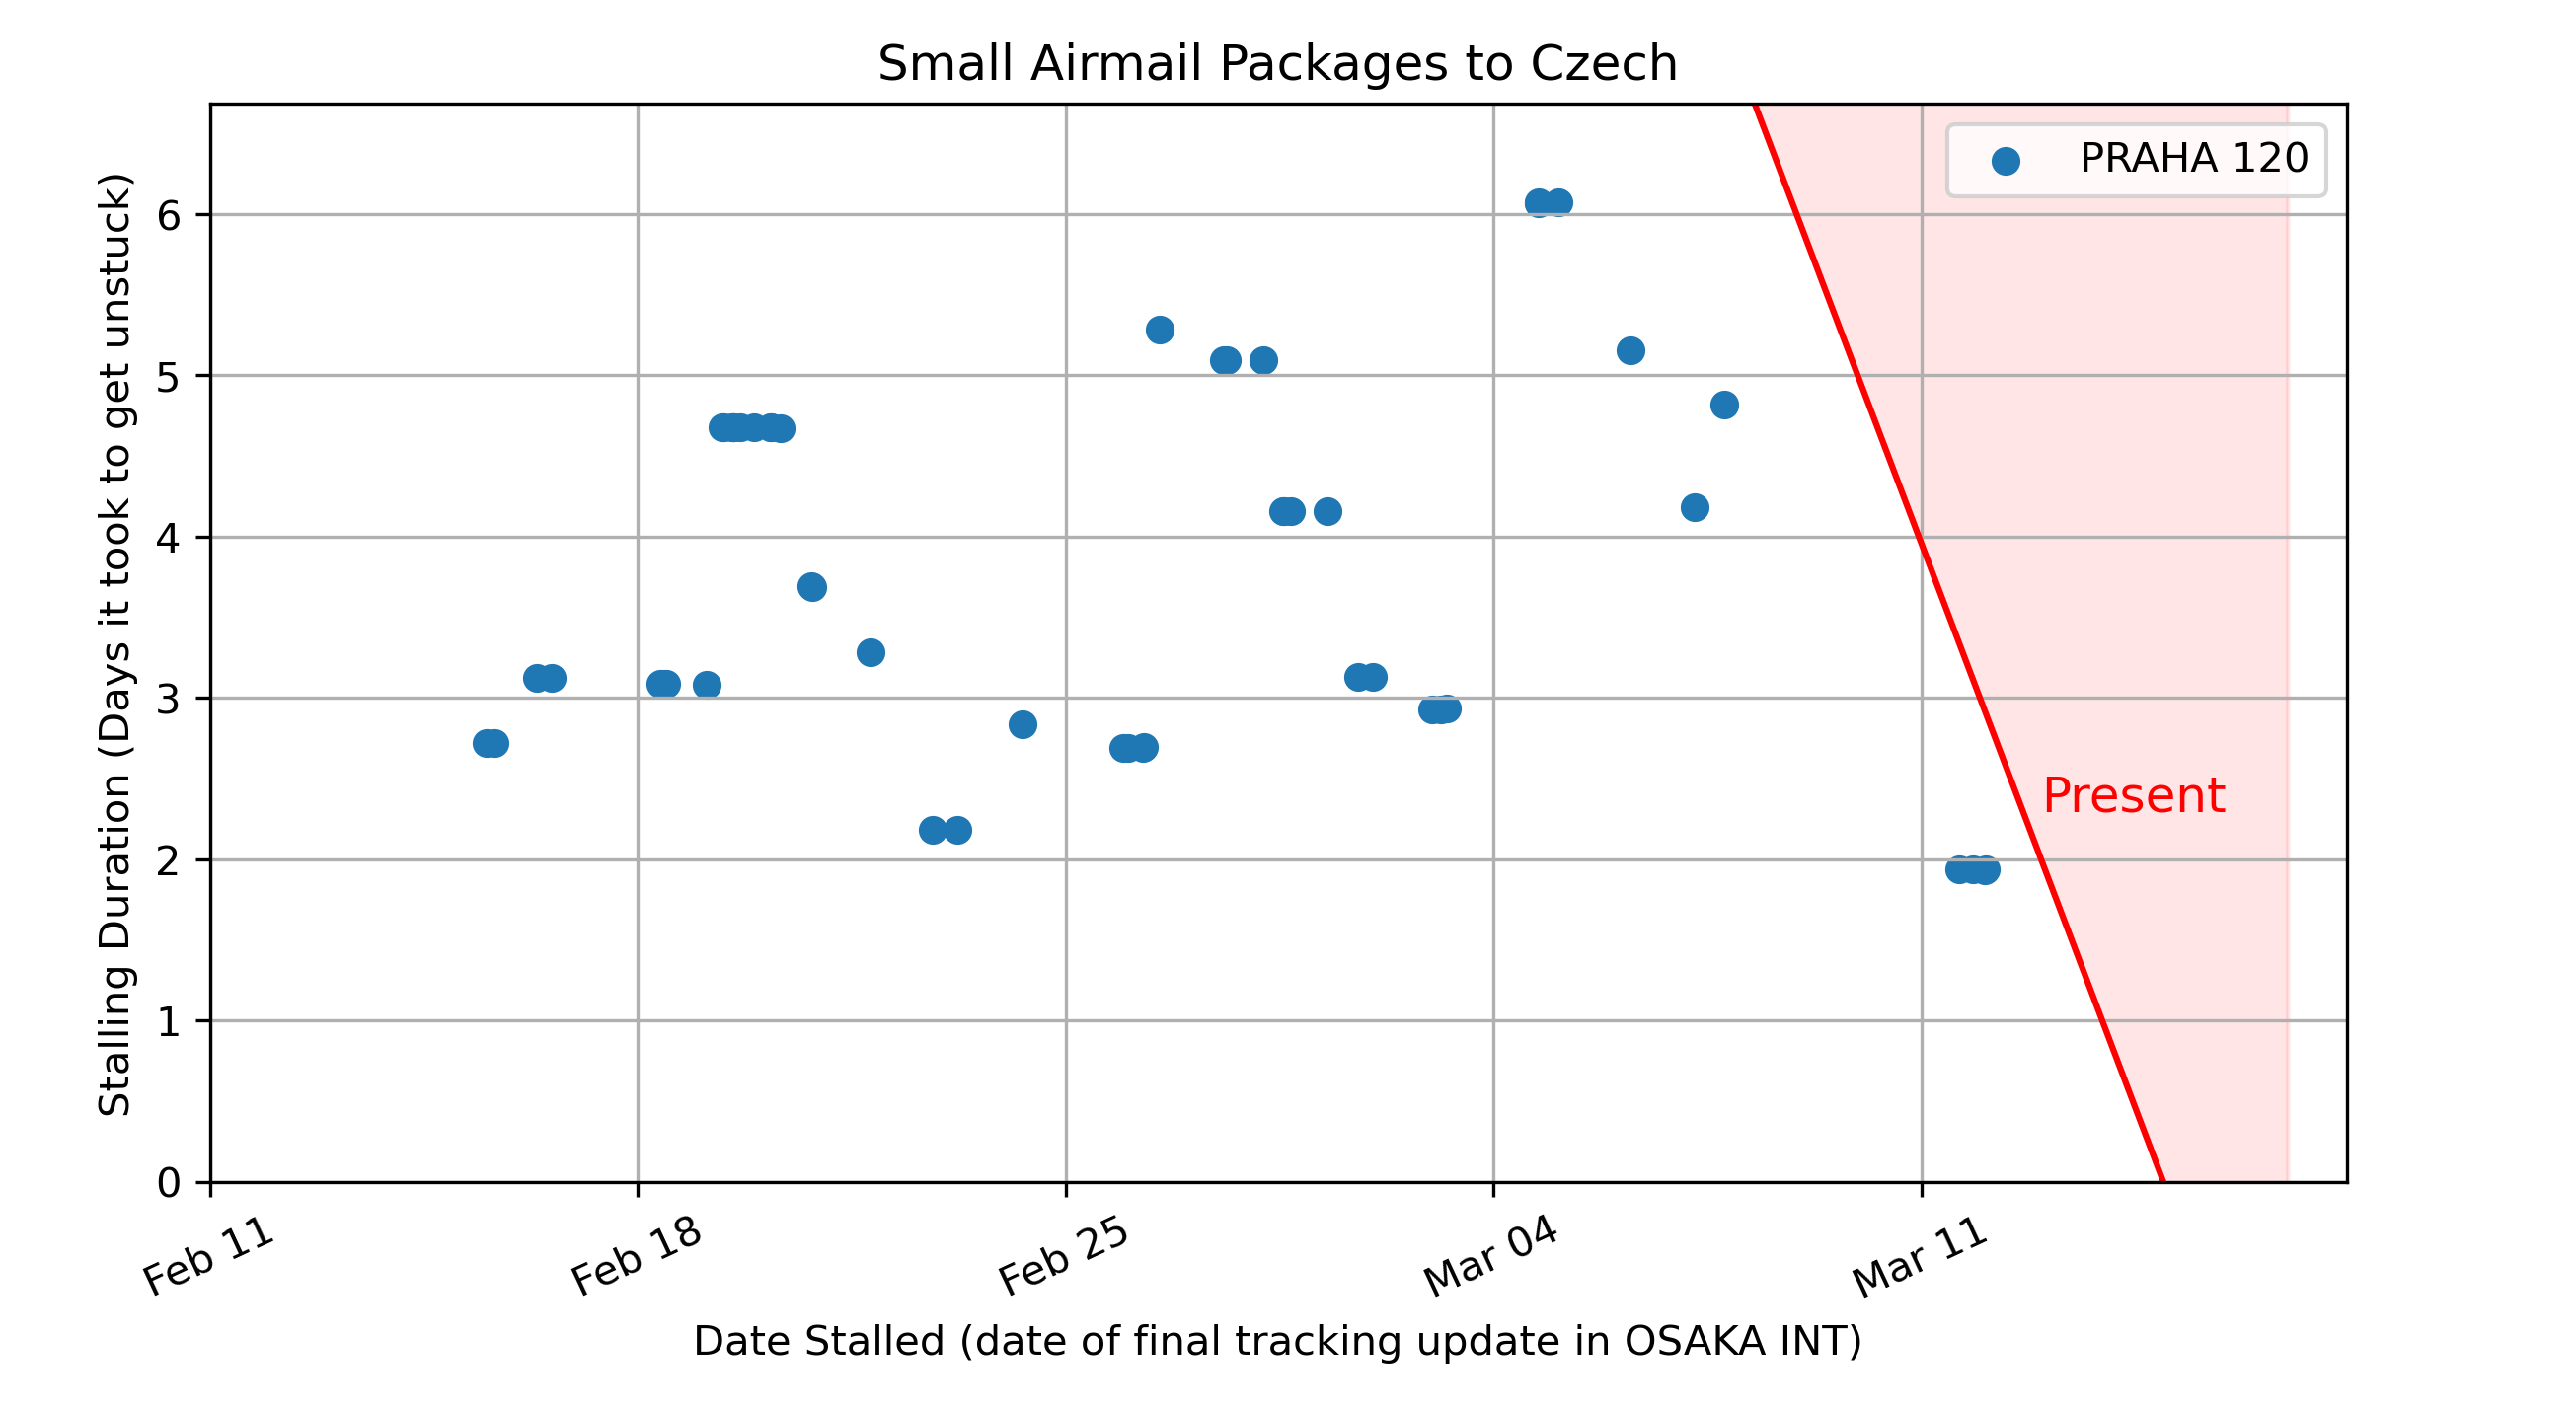 Small Airmail Packages to Czech
PRAHA 120
Stalling Duration (Days it took to get unstuck)
6
5
4
3
2
1
0
Present
Feb 11
Feb 18
Feb 25
Mar 04
Mar 11
Date Stalled (date of final tracking update in OSAKA INT)